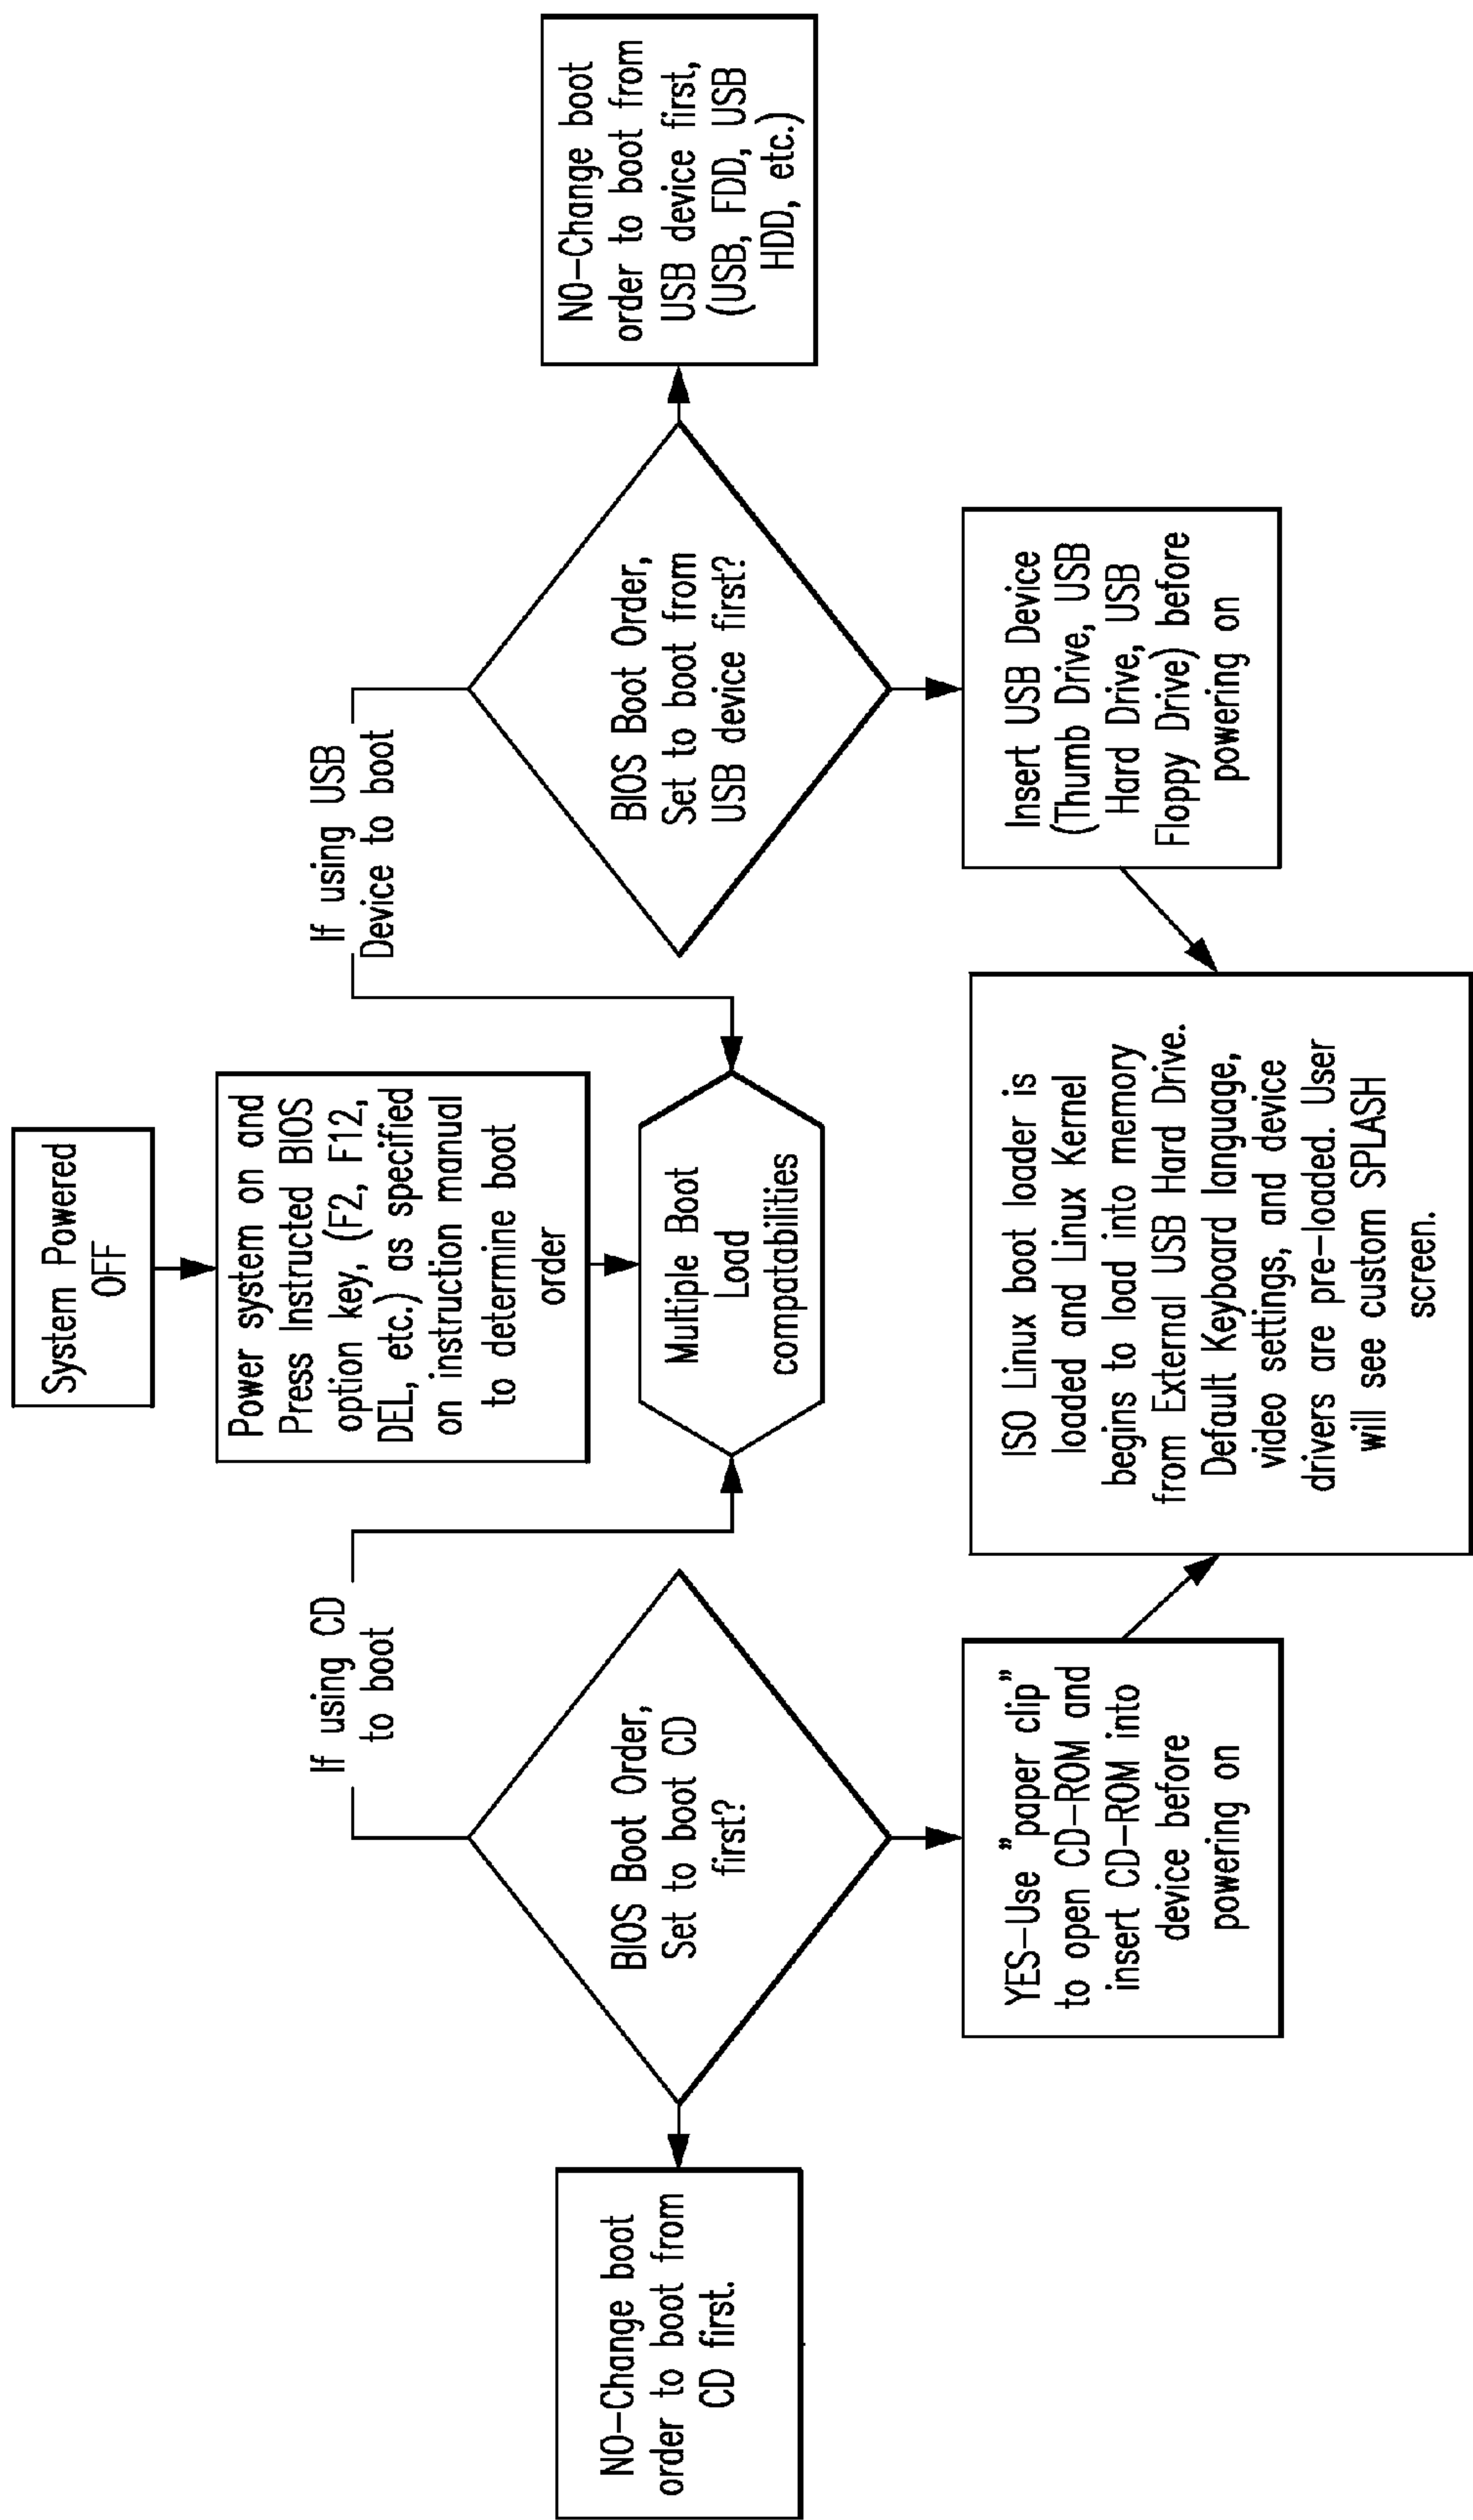 System Powered
OFF
Power system on and
Press Instructed BIOS
option key, (F2, F12,
DEL, etc.) as specified
on instruction manual
to determine boot
order
If using CD
to boot
If using USB
Device to boot
Multiple Boot
Load
compatabilities
NO-Change boot
order to boot from
CD first.
BIOS Boot Order,
Set to boot CD
first?
BIOS Boot Order,
Set to boot from
USB device first?
NO-Change boot
order to boot from
USB device first,
(USB, FDD, USB
HDD, etc.)
YES-Use "paper clip"
to open CD-ROM and
insert CD-ROM into
device before
powering on
ISO Linux boot loader is
loaded and Linux Kernel
begins to load into memory
from External USB Hard Drive.
Default Keyboard language,
video settings, and device
drivers are pre-loaded. User
will see custom SPLASH
screen.
Insert USB Device
(Thumb Drive, USB
Hard Drive, USB
Floppy Drive) before
powering on